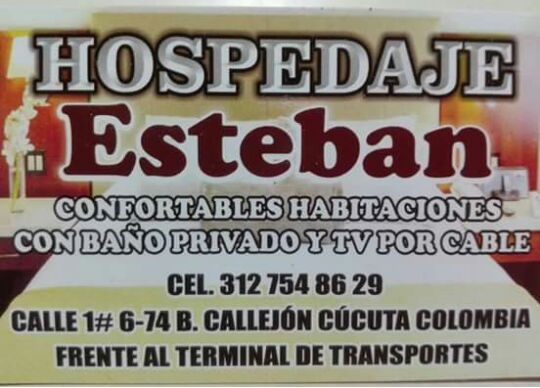 HOSPEDAJE
Esteban
CONFORTABLES HABITACIONES
CON BAÑO PRIVADO Y TV POR CABLE
CEL. 312 754 86 29
CALLE 1# 6-74 B. CALLEJÓN CÚCUTA COLOMBIA
FRENTE AL TERMINAL DE TRANSPORTES